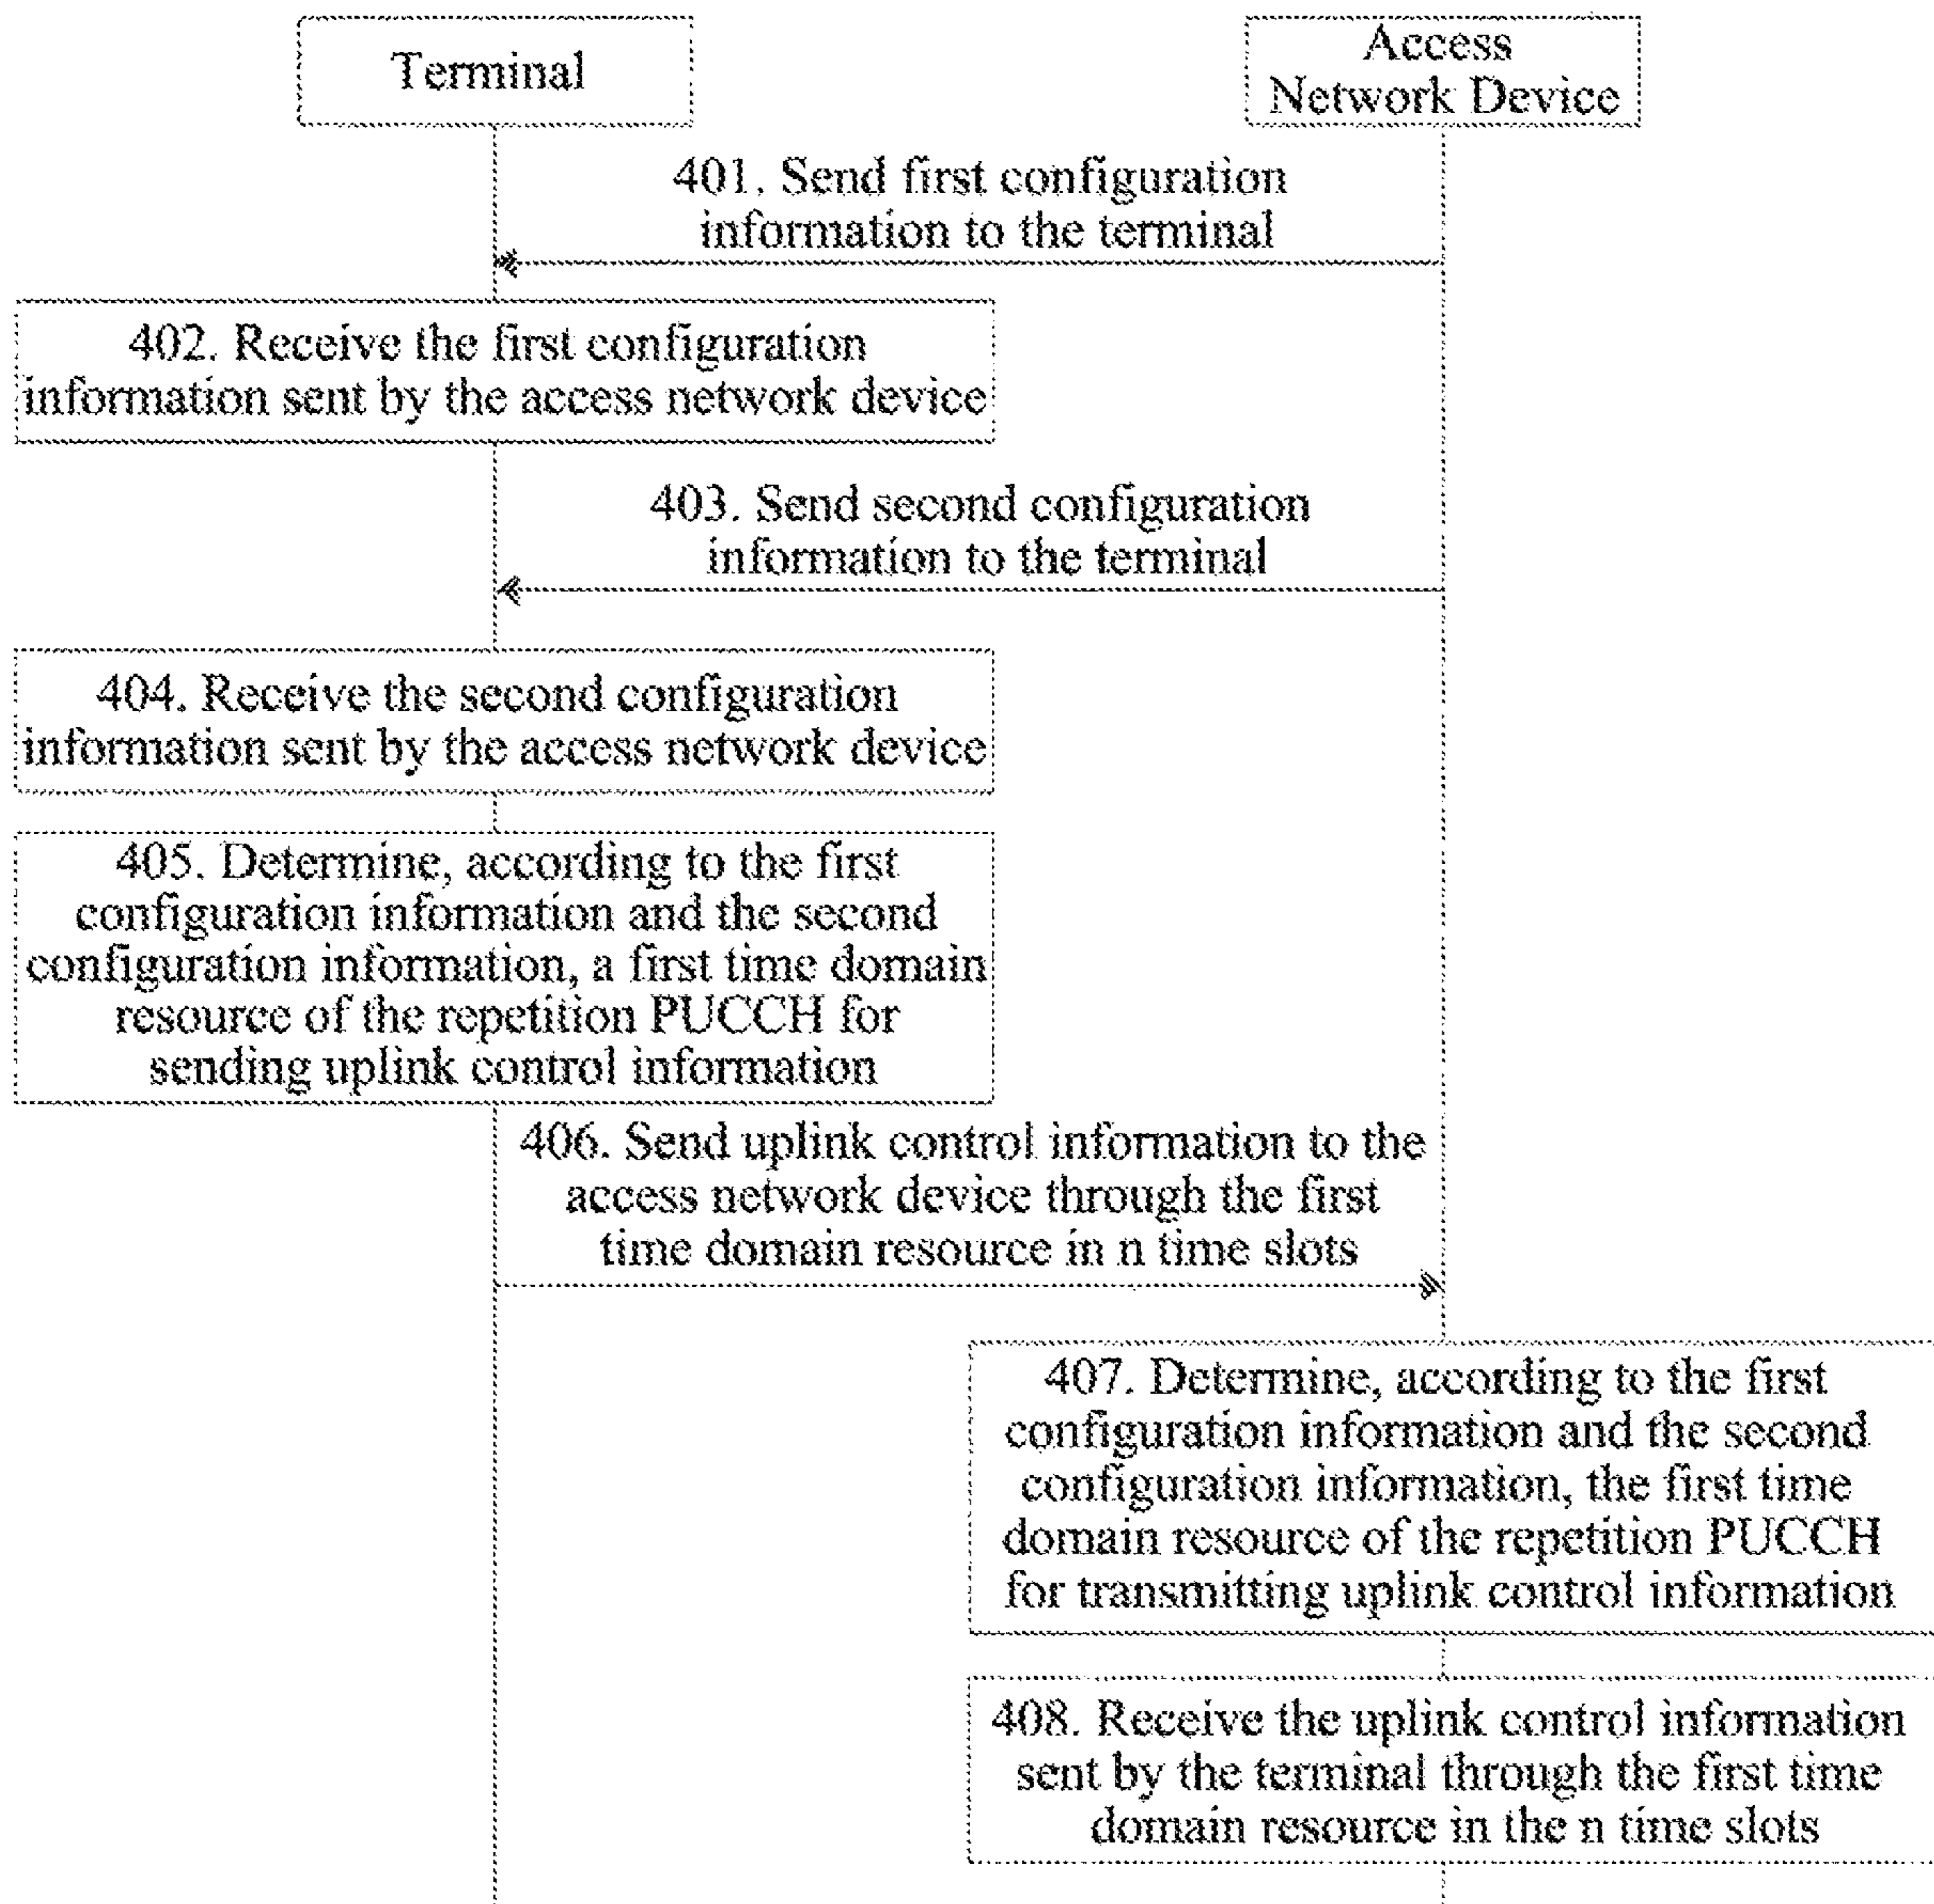 Terminal
Access
Network Device
401. Send first configuration
information to the terminal
402. Receive the first configuration
information sent by the access network device
403. Send second configuration
information to the terminal
404. Receive the second configuration
information sent by the access network device
405. Determine, according to the first
configuration information and the second
configuration information, a first time domain
resource of the repetition PUCCH for
sending uplink control information
406. Send uplink control information to the
access network device through the first
time domain resource in n time slots
407. Determine, according to the first
configuration information and the second
configuration information, the first time
domain resource of the repetition PUCCH
for transmitting uplink control information
408. Receive the uplink control information
sent by the terminal through the first time
domain resource in the n time slots